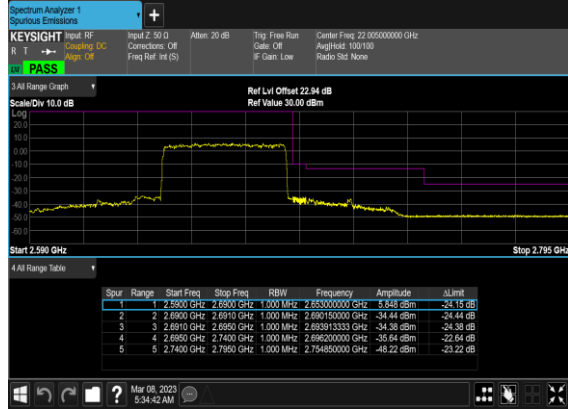 Spectrum Analyzer 1
Spurious Emissions
KEYSIGHT Input: RF Input Z: 50 Ω Atten: 20 dB Trig: Free Run Center Freq: 22.005000000 GHz
R T Coupling: DC Corrections: Off Gate: Off Avg|Hold: 100/100
Align: Off Freq Ref: Int (S) IF Gain: Low Radio Std: None
PASS
3 All Range Graph
Ref Lvl Offset 22.94 dB
Scale/Div 10.0 dB Ref Value 30.00 dBm
Log
20.0
10.0
0.00
-10.0
-20.0
-30.0
-40.0
-50.0
-60.0
Start 2.590 GHz Stop 2.795 GHz
4 All Range Table
Spur Range Start Freq Stop Freq RBW Frequency Amplitude ΔLimit
1 1 2.5900 GHz 2.6900 GHz 1.000 MHz 2.653000000 GHz 5.848 dBm -24.15 dB
2 2 2.6900 GHz 2.6910 GHz 1.000 MHz 2.690150000 GHz -34.44 dBm -24.44 dB
3 3 2.6910 GHz 2.6950 GHz 1.000 MHz 2.693913333 GHz -34.38 dBm -24.38 dB
4 4 2.6950 GHz 2.7400 GHz 1.000 MHz 2.696200000 GHz -35.64 dBm -22.64 dB
5 5 2.7400 GHz 2.7950 GHz 1.000 MHz 2.754850000 GHz -48.22 dBm -23.22 dB
? Mar 08, 2023
5:34:42 AM